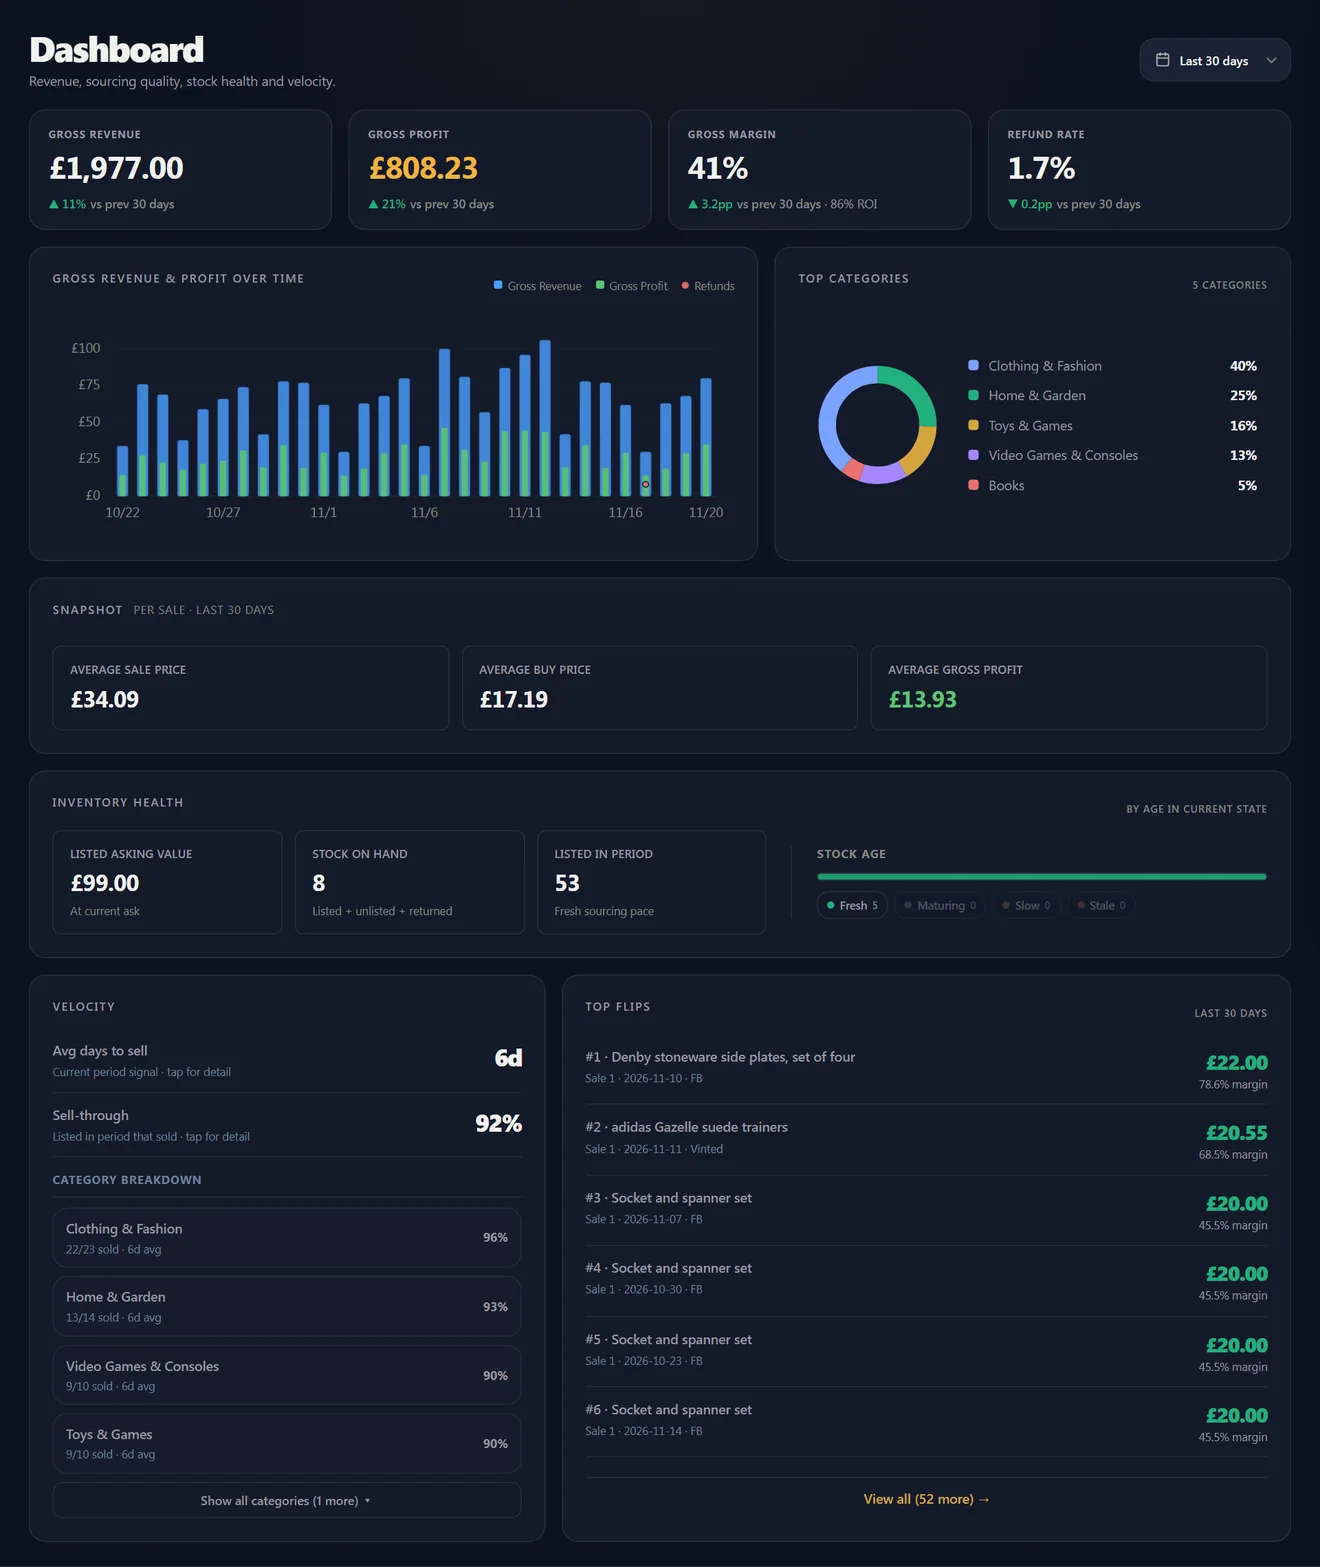 Dashboard
Revenue, sourcing quality, stock health and velocity.
Last 30 days
GROSS REVENUE
£1,977.00
▲ 11% vs prev 30 days
GROSS PROFIT
£808.23
▲ 21% vs prev 30 days
GROSS MARGIN
41%
▲ 3.2pp vs prev 30 days · 86% ROI
REFUND RATE
1.7%
▼ 0.2pp vs prev 30 days
GROSS REVENUE & PROFIT OVER TIME
Gross Revenue Gross Profit Refunds
£100
£75
£50
£25
£0
10/22 10/27 11/1 11/6 11/11 11/16 11/20
TOP CATEGORIES
5 CATEGORIES
Clothing & Fashion 40%
Home & Garden 25%
Toys & Games 16%
Video Games & Consoles 13%
Books 5%
SNAPSHOT PER SALE · LAST 30 DAYS
AVERAGE SALE PRICE
£34.09
AVERAGE BUY PRICE
£17.19
AVERAGE GROSS PROFIT
£13.93
INVENTORY HEALTH
BY AGE IN CURRENT STATE
LISTED ASKING VALUE
£99.00
At current ask
STOCK ON HAND
8
Listed + unlisted + returned
LISTED IN PERIOD
53
Fresh sourcing pace
STOCK AGE
Fresh 5 Maturing 0 Slow 0 Stale 0
VELOCITY
Avg days to sell
Current period signal · tap for detail
6d
Sell-through
Listed in period that sold · tap for detail
92%
CATEGORY BREAKDOWN
Clothing & Fashion
22/23 sold · 6d avg
96%
Home & Garden
13/14 sold · 6d avg
93%
Video Games & Consoles
9/10 sold · 6d avg
90%
Toys & Games
9/10 sold · 6d avg
90%
Show all categories (1 more) ▾
TOP FLIPS
LAST 30 DAYS
#1 · Denby stoneware side plates, set of four
Sale 1 · 2026-11-10 · FB
£22.00
78.6% margin
#2 · adidas Gazelle suede trainers
Sale 1 · 2026-11-11 · Vinted
£20.55
68.5% margin
#3 · Socket and spanner set
Sale 1 · 2026-11-07 · FB
£20.00
45.5% margin
#4 · Socket and spanner set
Sale 1 · 2026-10-30 · FB
£20.00
45.5% margin
#5 · Socket and spanner set
Sale 1 · 2026-10-23 · FB
£20.00
45.5% margin
#6 · Socket and spanner set
Sale 1 · 2026-11-14 · FB
£20.00
45.5% margin
View all (52 more) →